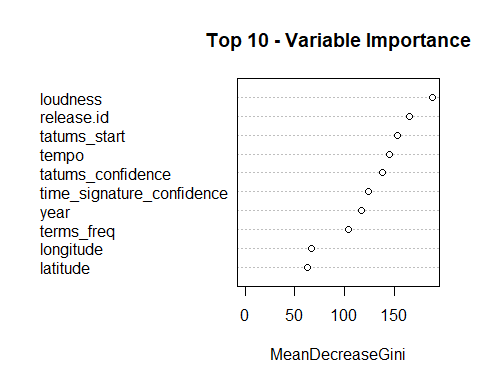 Top 10 - Variable Importance
loudness
release.id
tatums_start
tempo
tatums_confidence
time_signature_confidence
year
terms_freq
longitude
latitude
0 50 100 150
MeanDecreaseGini